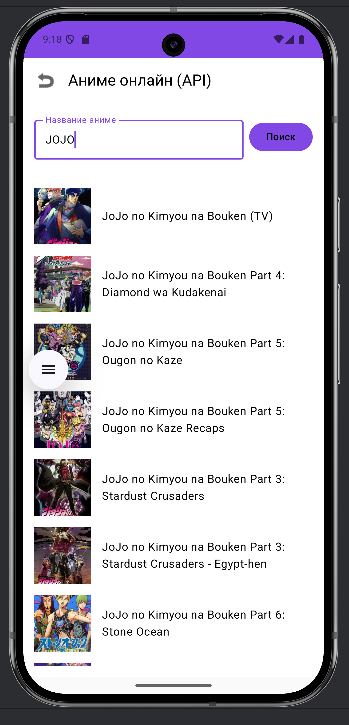 9:18
Аниме онлайн (API)
Название аниме
JOJO
Поиск
JoJo no Kimyou na Bouken (TV)
JoJo no Kimyou na Bouken Part 4:
Diamond wa Kudakenai
JoJo no Kimyou na Bouken Part 5:
Ougon no Kaze
JoJo no Kimyou na Bouken Part 5:
Ougon no Kaze Recaps
JoJo no Kimyou na Bouken Part 3:
Stardust Crusaders
JoJo no Kimyou na Bouken Part 3:
Stardust Crusaders - Egypt-hen
JoJo no Kimyou na Bouken Part 6:
Stone Ocean